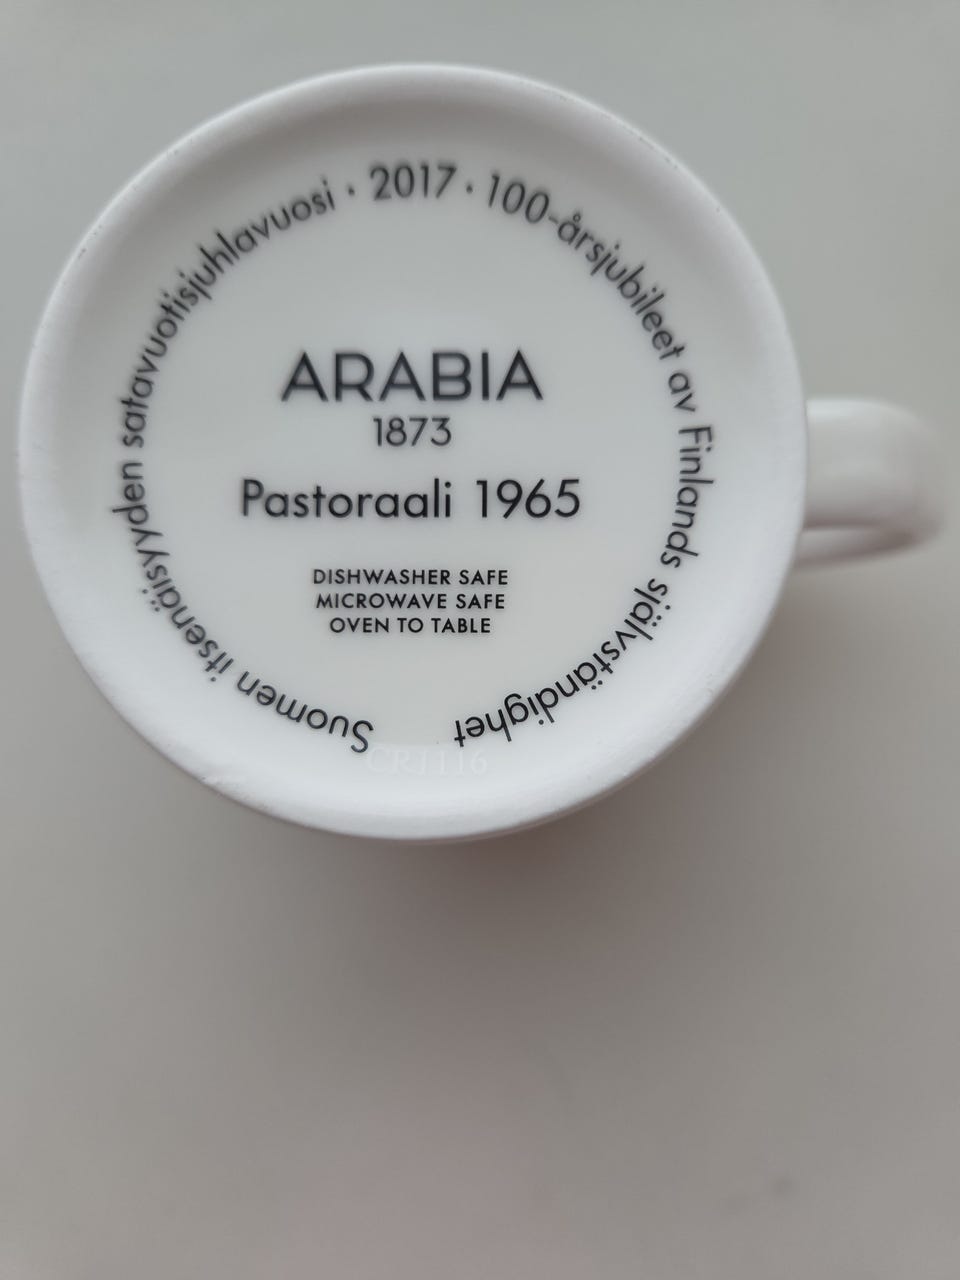 Suomen itsenäisyyden satavuotisjuhlavuosi · 2017 · 100-årsjubileet av Finlands självständighet
ARABIA
1873
Pastoraali 1965
DISHWASHER SAFE
MICROWAVE SAFE
OVEN TO TABLE